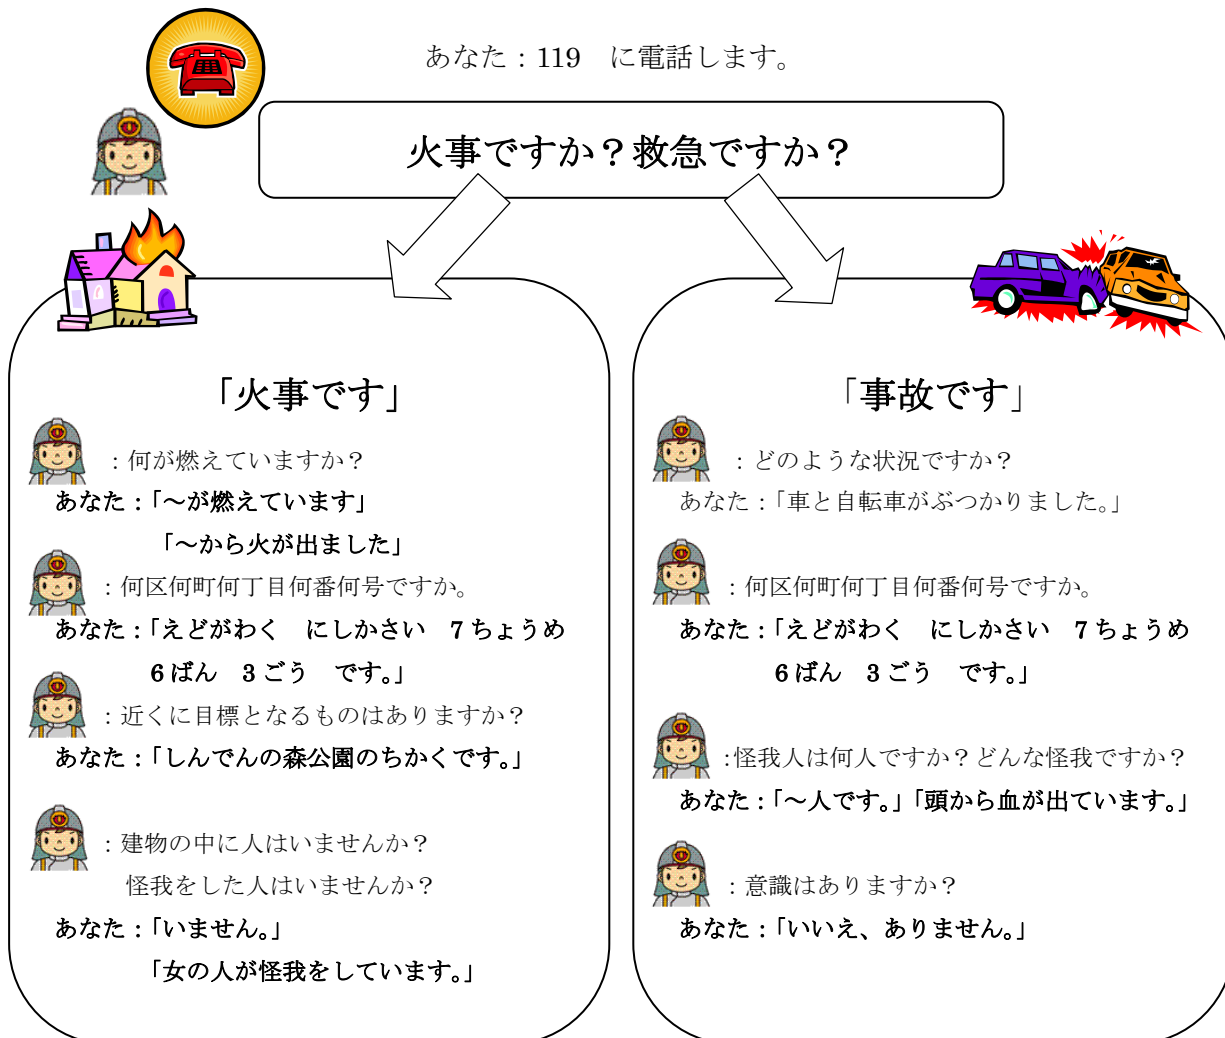 あなた：119　に電話します。
火事ですか？救急ですか？
「火事です」
：何が燃えていますか？
あなた：「～が燃えています」
「～から火が出ました」
：何区何町何丁目何番何号ですか。
あなた：「えどがわく　にしかさい　7ちょうめ
6ばん　3ごう　です。」
：近くに目標となるものはありますか？
あなた：「しんでんの森公園のちかくです。」
：建物の中に人はいませんか？
怪我をした人はいませんか？
あなた：「いません。」
「女の人が怪我をしています。」
「事故です」
：どのような状況ですか？
あなた：「車と自転車がぶつかりました。」
：何区何町何丁目何番何号ですか。
あなた：「えどがわく　にしかさい　7ちょうめ
6ばん　3ごう　です。」
：怪我人は何人ですか？どんな怪我ですか？
あなた：「～人です。」「頭から血が出ています。」
：意識はありますか？
あなた：「いいえ、ありません。」